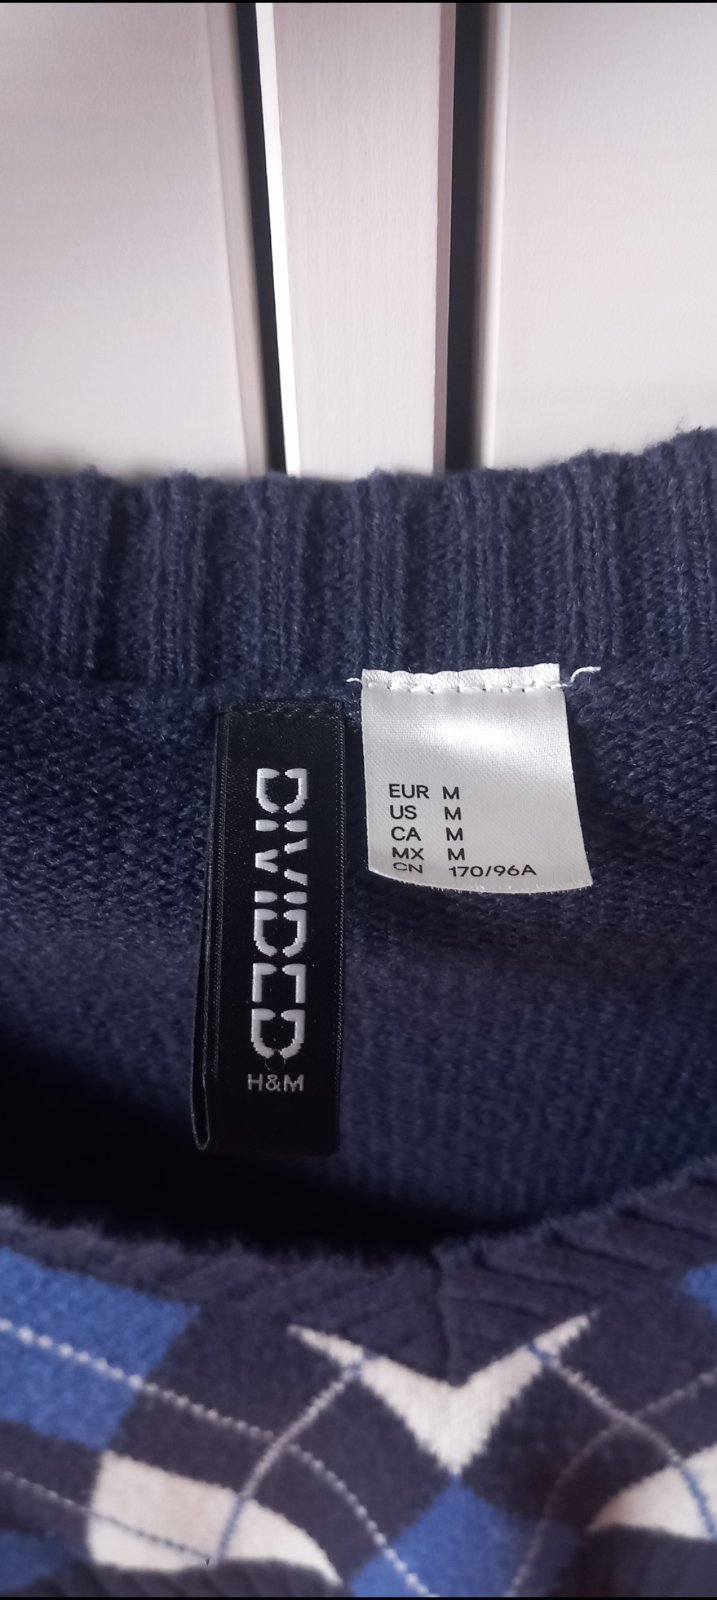 DIVIDED
H&M
EUR M
US M
CA M
MX M
CN 170/96A